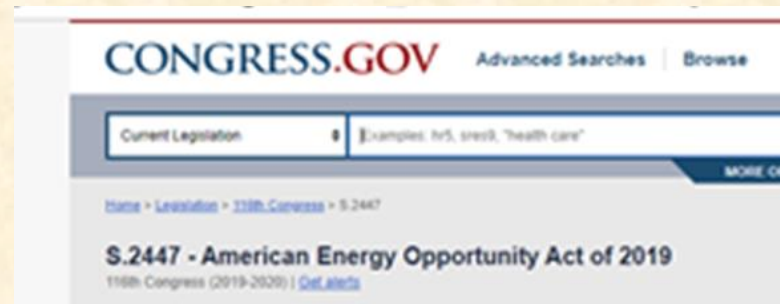 CONGRESS.GOV Advanced Searches Browse
Current Legislation Examples: hr5, sres9, "health care"
MORE
Home > Legislation > 116th Congress > S.2447
S.2447 - American Energy Opportunity Act of 2019
116th Congress (2019-2020) | Get alerts